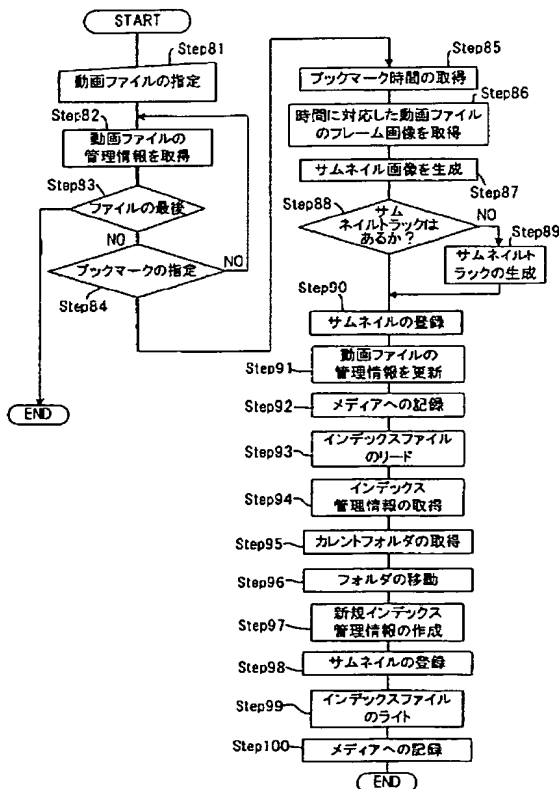 START
Step81
動画ファイルの指定
Step82
動画ファイルの
管理情報を取得
Step93
ファイルの最後
NO
ブックマークの指定
NO
Step84
END
Step85
ブックマーク時間の取得
Step86
時間に対応した動画ファイル
のフレーム画像を取得
サムネイル画像を生成
Step87
Step88
サム
ネイルトラックは
あるか？
NO
Step89
サムネイルト
ラックの生成
Step90
サムネイルの登録
Step91
動画ファイルの
管理情報を更新
Step92
メディアへの記録
Step93
インデックスファイル
のリード
Step94
インデックス
管理情報の取得
Step95
カレントフォルダの取得
Step96
フォルダの移動
Step97
新規インデックス
管理情報の作成
Step98
サムネイルの登録
Step99
インデックスファイル
のライト
Step100
メディアへの記録
END